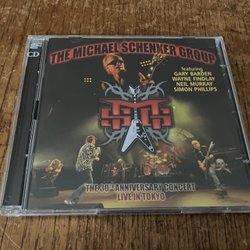 CD
THE MICHAEL SCHENKER GROUP
featuring
GARY BARDEN
WAYNE FINDLAY
NEIL MURRAY
SIMON PHILLIPS
MSG
THE 30TH ANNIVERSARY CONCERT
LIVE IN TOKYO